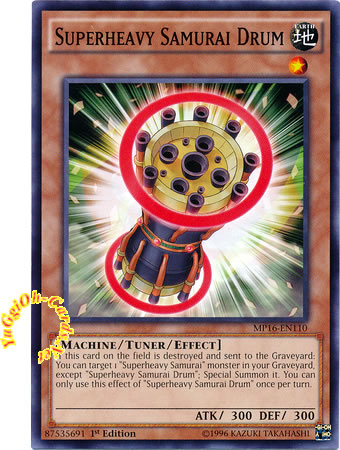 SUPERHEAVY SAMURAI DRUM
EARTH
地
MP16-EN110
[MACHINE/TUNER/EFFECT]
If this card on the field is destroyed and sent to the Graveyard:
You can target 1 "Superheavy Samurai" monster in your Graveyard,
except "Superheavy Samurai Drum"; Special Summon it. You can
only use this effect of "Superheavy Samurai Drum" once per turn.
ATK/ 300 DEF/ 300
87535691 1st Edition ©1996 KAZUKI TAKAHASHI